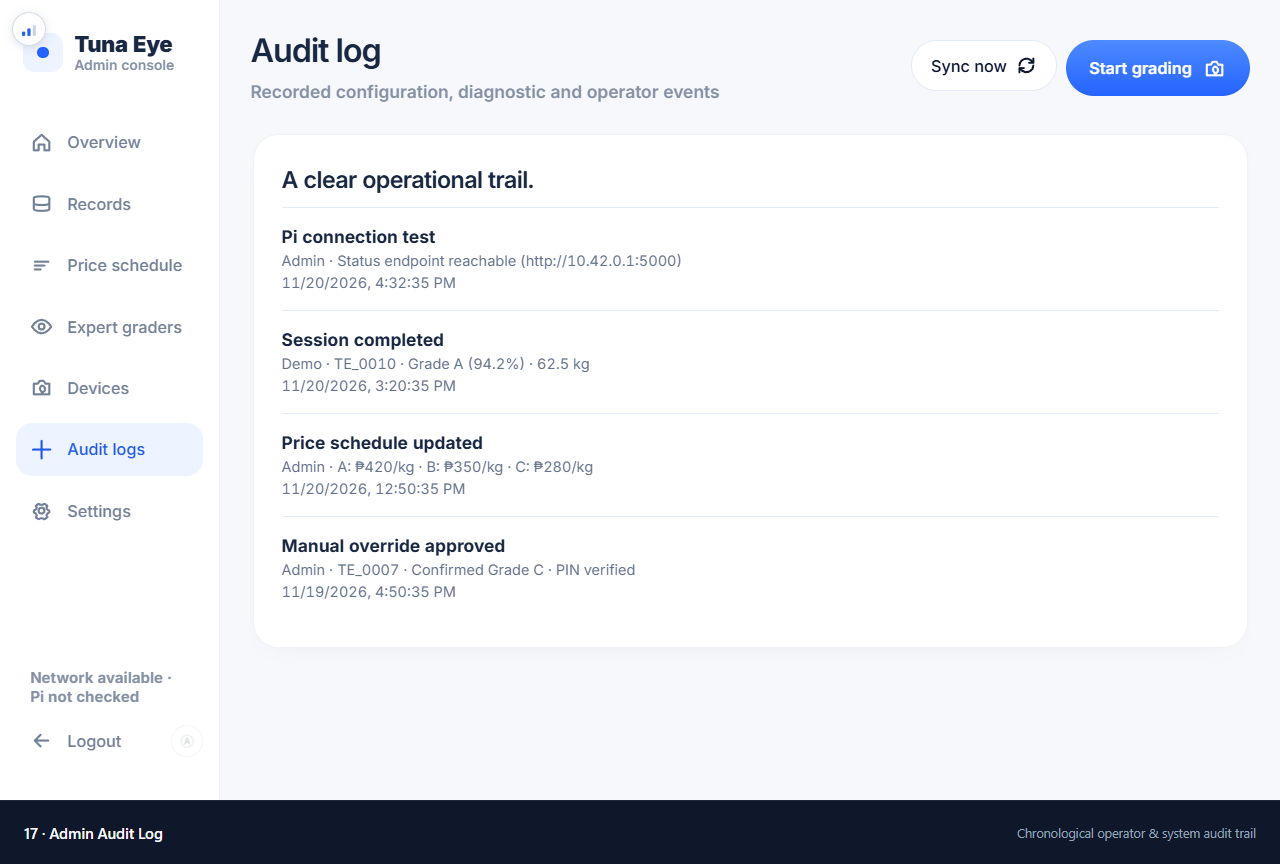 Tuna Eye
Admin console
Overview
Records
Price schedule
Expert graders
Devices
Audit logs
Settings
Network available ·
Pi not checked
Logout
A
Audit log
Recorded configuration, diagnostic and operator events
Sync now
Start grading
A clear operational trail.
Pi connection test
Admin · Status endpoint reachable (http://10.42.0.1:5000)
11/20/2026, 4:32:35 PM
Session completed
Demo · TE_0010 · Grade A (94.2%) · 62.5 kg
11/20/2026, 3:20:35 PM
Price schedule updated
Admin · A: ₱420/kg · B: ₱350/kg · C: ₱280/kg
11/20/2026, 12:50:35 PM
Manual override approved
Admin · TE_0007 · Confirmed Grade C · PIN verified
11/19/2026, 4:50:35 PM
17 · Admin Audit Log
Chronological operator & system audit trail